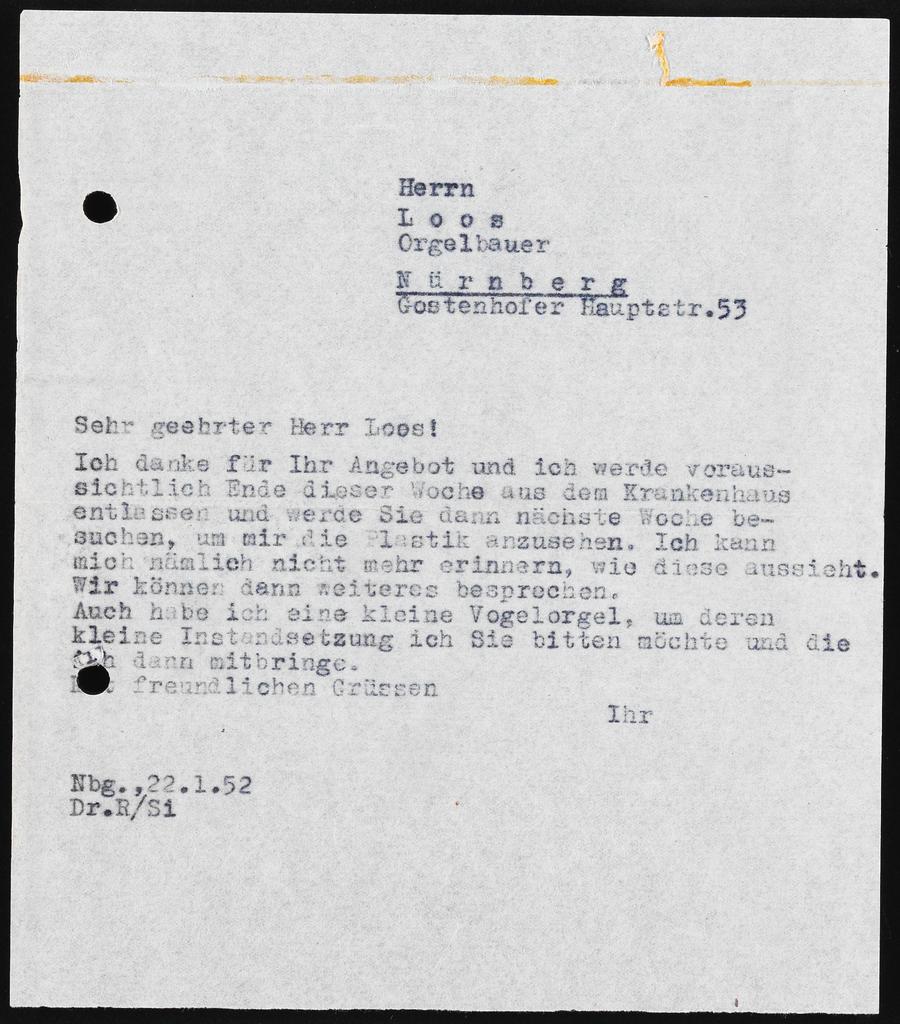 Herrn
L o o s
Orgelbauer
N ü r n b e r g
Gostenhofer Hauptstr.53
Sehr geehrter Herr Loos!
Ich danke für Ihr Angebot und ich werde voraus-
sichtlich Ende dieser Woche aus dem Krankenhaus
entlassen und werde Sie dann nächste Woche be-
suchen, um mir die Plastik anzusehen. Ich kann
mich nämlich nicht mehr erinnern, wie diese aussieht.
Wir können dann weiteres besprechen.
Auch habe ich eine kleine Vogelorgel, um deren
kleine Instandsetzung ich Sie bitten möchte und die
ich dann mitbringe.
Mit freundlichen Grüssen
Ihr
Nbg.,22.1.52
Dr.R/Si